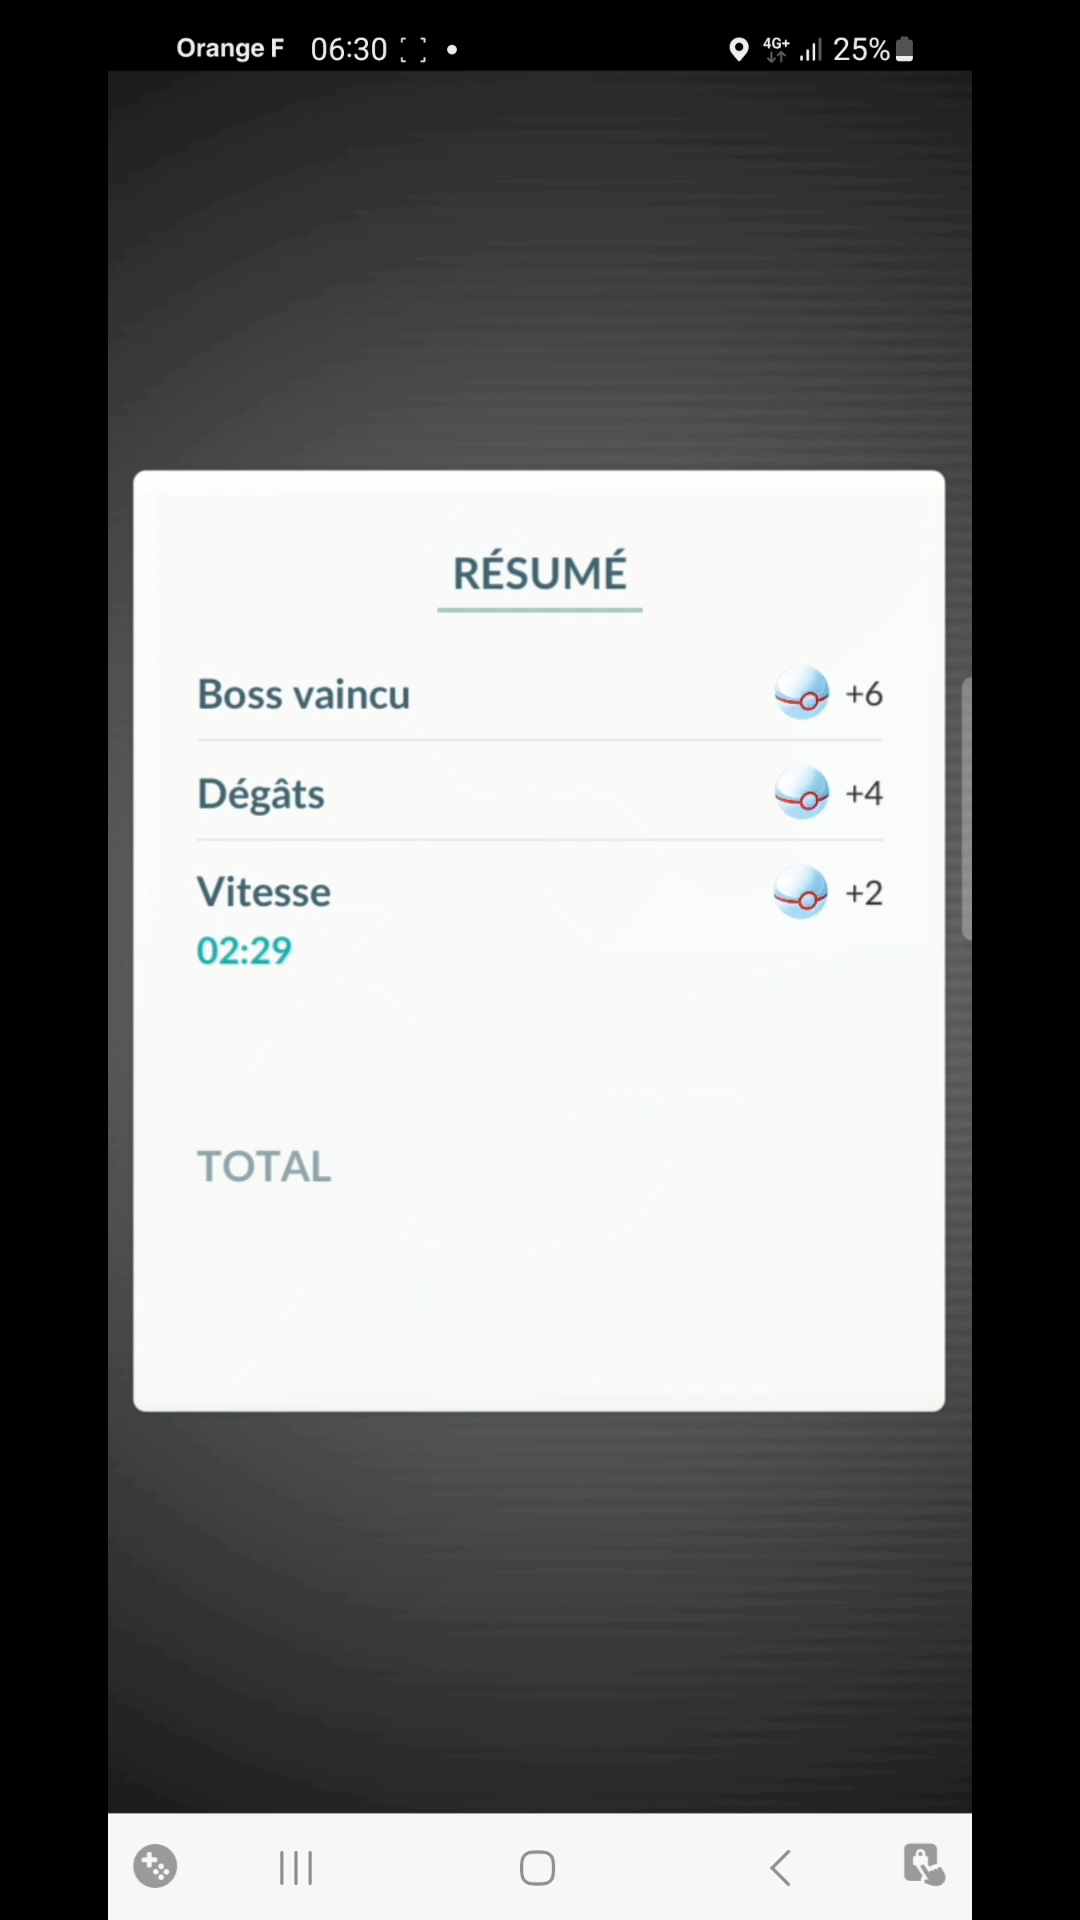 Orange F 06:30 4G+ 25%
RÉSUMÉ
Boss vaincu +6
Dégâts +4
Vitesse +2
02:29
TOTAL